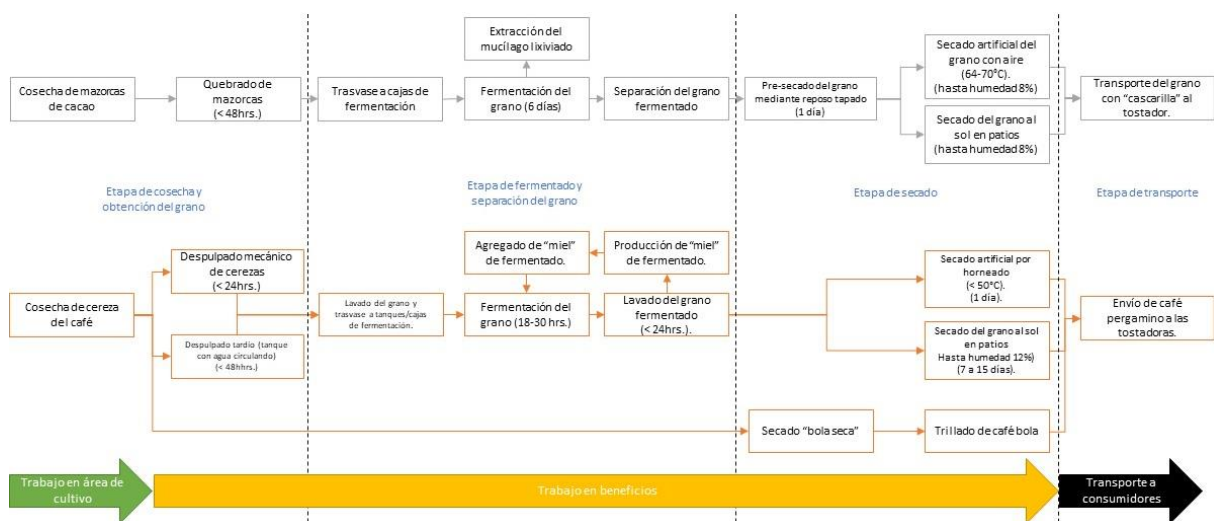 Extracción del
mucílago lixiviado
Cosecha de mazorcas
de cacao
Quebrado de
mazorcas
(< 48hrs.)
Trasvase a cajas de
fermentación
Fermentación del
grano (6 días)
Separación del grano
fermentado
Pre-secado del grano
mediante reposo tapado
(1 día)
Secado artificial del
grano con aire
(64-70°C).
(hasta humedad 8%)
Secado del grano al
sol en patios
(hasta humedad 8%)
Transporte del grano
con "cascarilla" al
tostador.
Etapa de cosecha y
obtención del grano
Etapa de fermentado y
separación del grano
Etapa de secado
Etapa de transporte
Despulpado mecánico
de cerezas
(< 24hrs.)
Agregado de "miel"
de fermentado.
Producción de "miel"
de fermentado.
Secado artificial por
horneado
(< 50°C).
(1 día).
Cosecha de cereza
del café
Lavado del grano y
trasvase a tanques/cajas
de fermentación.
Fermentación del
grano (18-30 hrs.)
Lavado del grano
fermentado
(< 24hrs.).
Envío de café
pergamino a las
tostadoras.
Despulpado tardío (tanque
con agua circulando)
(< 48hhrs.)
Secado del grano al sol
en patios
Hasta humedad 12%)
(7 a 15 días).
Secado "bola seca"
Trillado de café bola
Trabajo en área de
cultivo
Trabajo en beneficios
Transporte a
consumidores